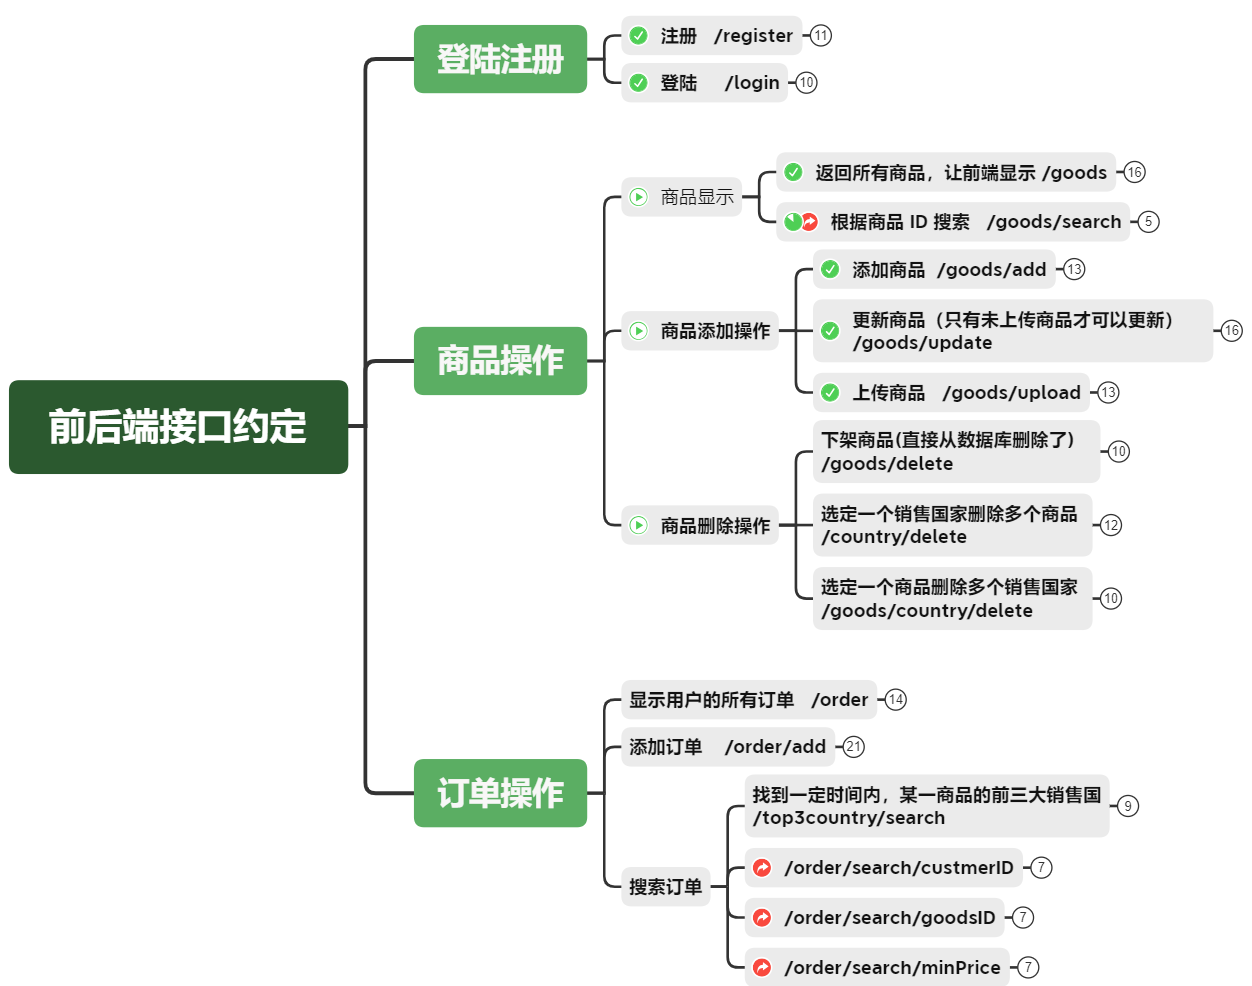 前后端接口约定
登陆注册
注册 /register 11
登陆 /login 10
商品操作
商品显示
返回所有商品，让前端显示 /goods 16
根据商品 ID 搜索 /goods/search 5
商品添加操作
添加商品 /goods/add 13
更新商品（只有未上传商品才可以更新）
/goods/update 16
上传商品 /goods/upload 13
商品删除操作
下架商品(直接从数据库删除了)
/goods/delete 10
选定一个销售国家删除多个商品
/country/delete 12
选定一个商品删除多个销售国家
/goods/country/delete 10
订单操作
显示用户的所有订单 /order 14
添加订单 /order/add 21
搜索订单
找到一定时间内，某一商品的前三大销售国
/top3country/search 9
/order/search/custmerID 7
/order/search/goodsID 7
/order/search/minPrice 7